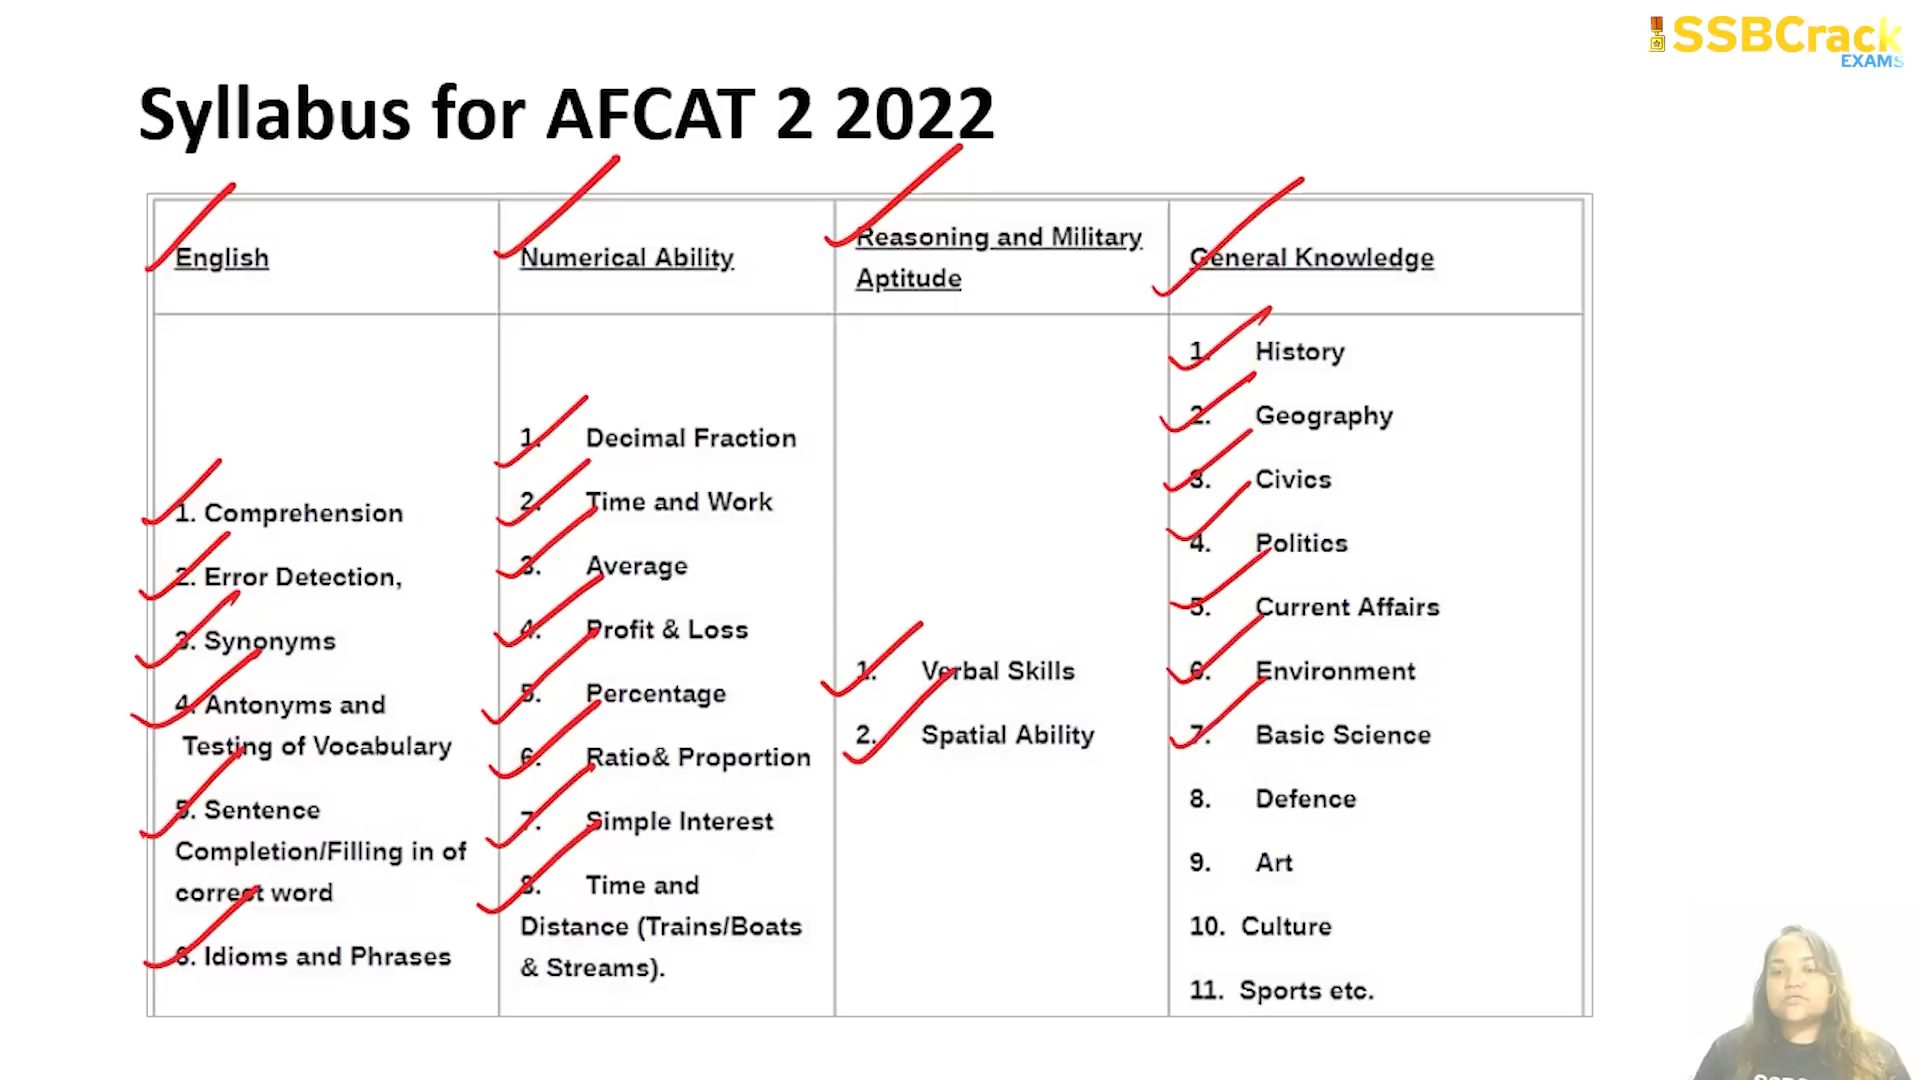 SSBCrack
EXAMS
Syllabus for AFCAT 2 2022
English
Numerical Ability
Reasoning and Military
Aptitude
General Knowledge
1. Comprehension
2. Error Detection,
3. Synonyms
4. Antonyms and
Testing of Vocabulary
5. Sentence
Completion/Filling in of
correct word
6. Idioms and Phrases
1. Decimal Fraction
2. Time and Work
3. Average
4. Profit & Loss
5. Percentage
6. Ratio& Proportion
7. Simple Interest
8. Time and
Distance (Trains/Boats
& Streams).
1. Verbal Skills
2. Spatial Ability
1. History
2. Geography
3. Civics
4. Politics
5. Current Affairs
6. Environment
7. Basic Science
8. Defence
9. Art
10. Culture
11. Sports etc.